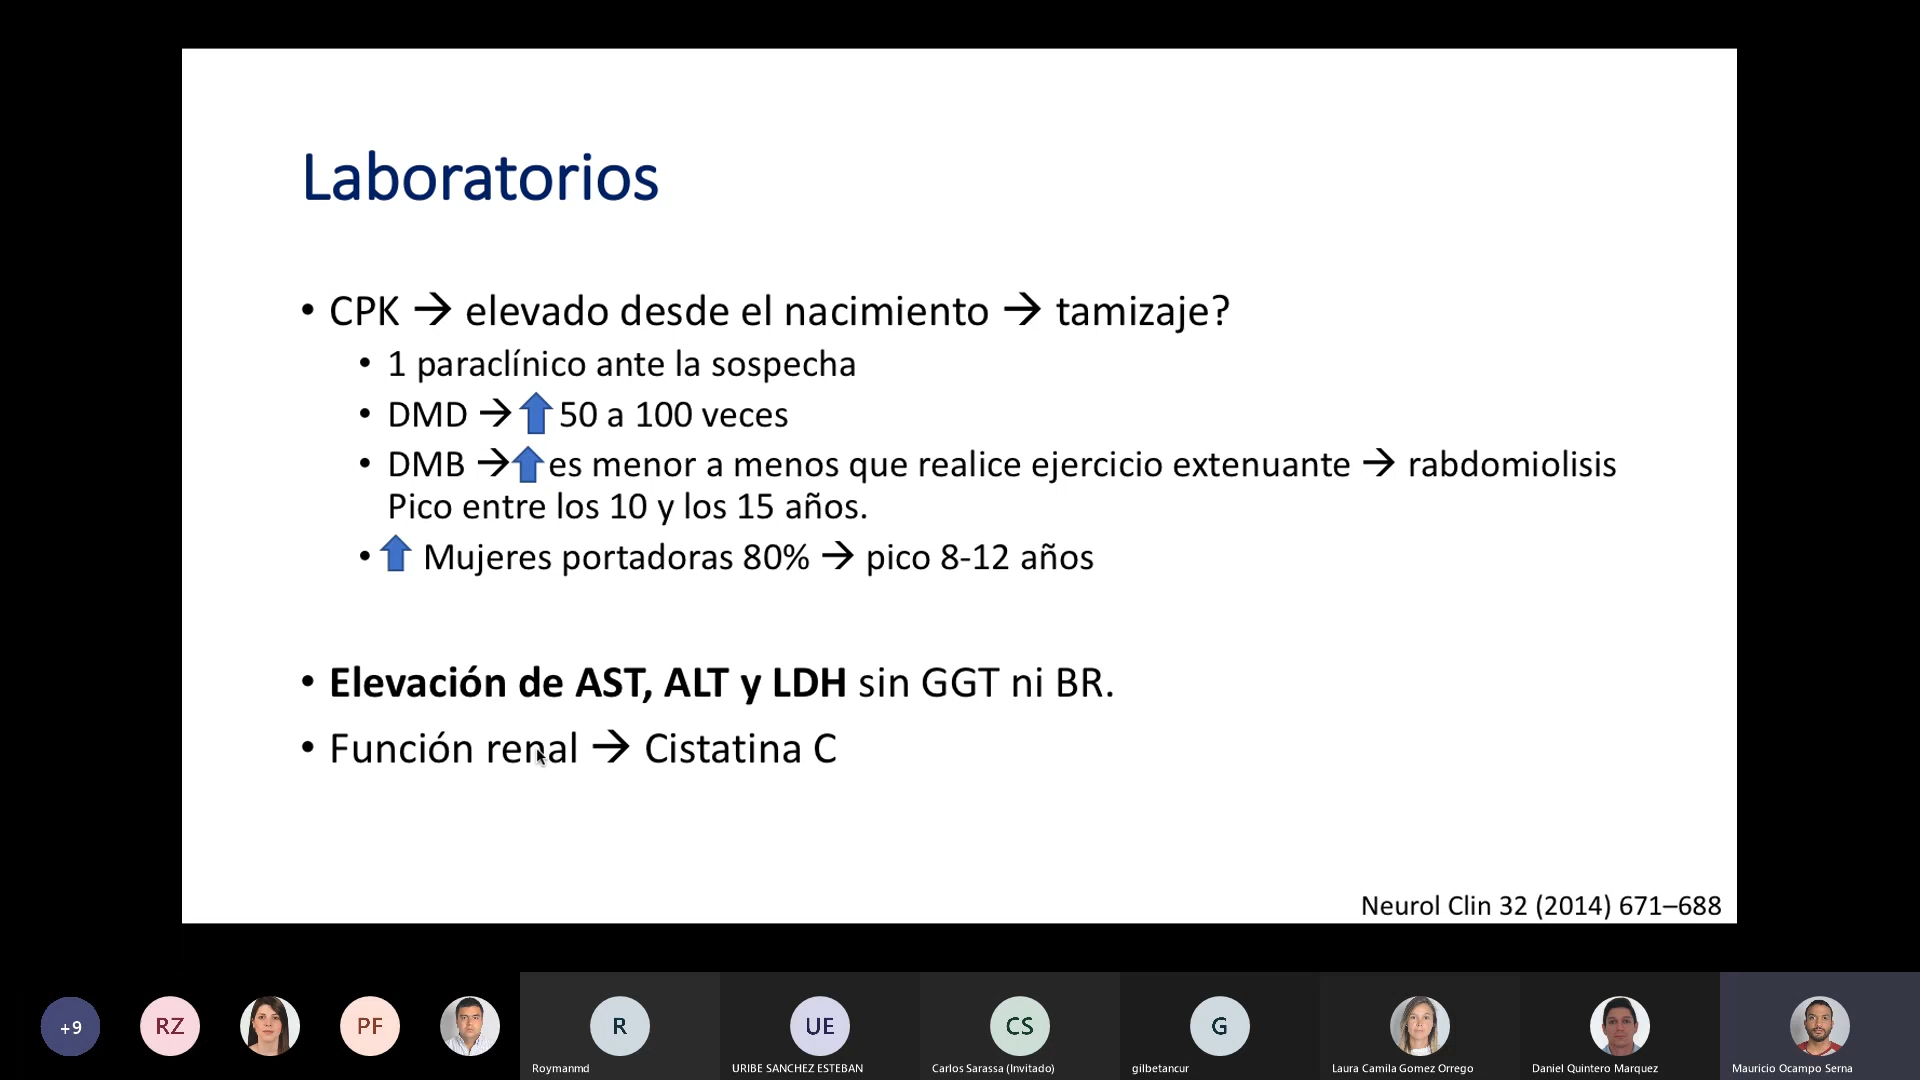 Laboratorios
• CPK → elevado desde el nacimiento → tamizaje?
• 1 paraclínico ante la sospecha
• DMD → 50 a 100 veces
• DMB → es menor a menos que realice ejercicio extenuante → rabdomiolisis
Pico entre los 10 y los 15 años.
• Mujeres portadoras 80% → pico 8-12 años
• Elevación de AST, ALT y LDH sin GGT ni BR.
• Función renal → Cistatina C
Neurol Clin 32 (2014) 671–688
+9
RZ
PF
R
UE
CS
G
Roymanmd
URIBE SANCHEZ ESTEBAN
Carlos Sarassa (Invitado)
gilbetancur
Laura Camila Gomez Orrego
Daniel Quintero Marquez
Mauricio Ocampo Serna